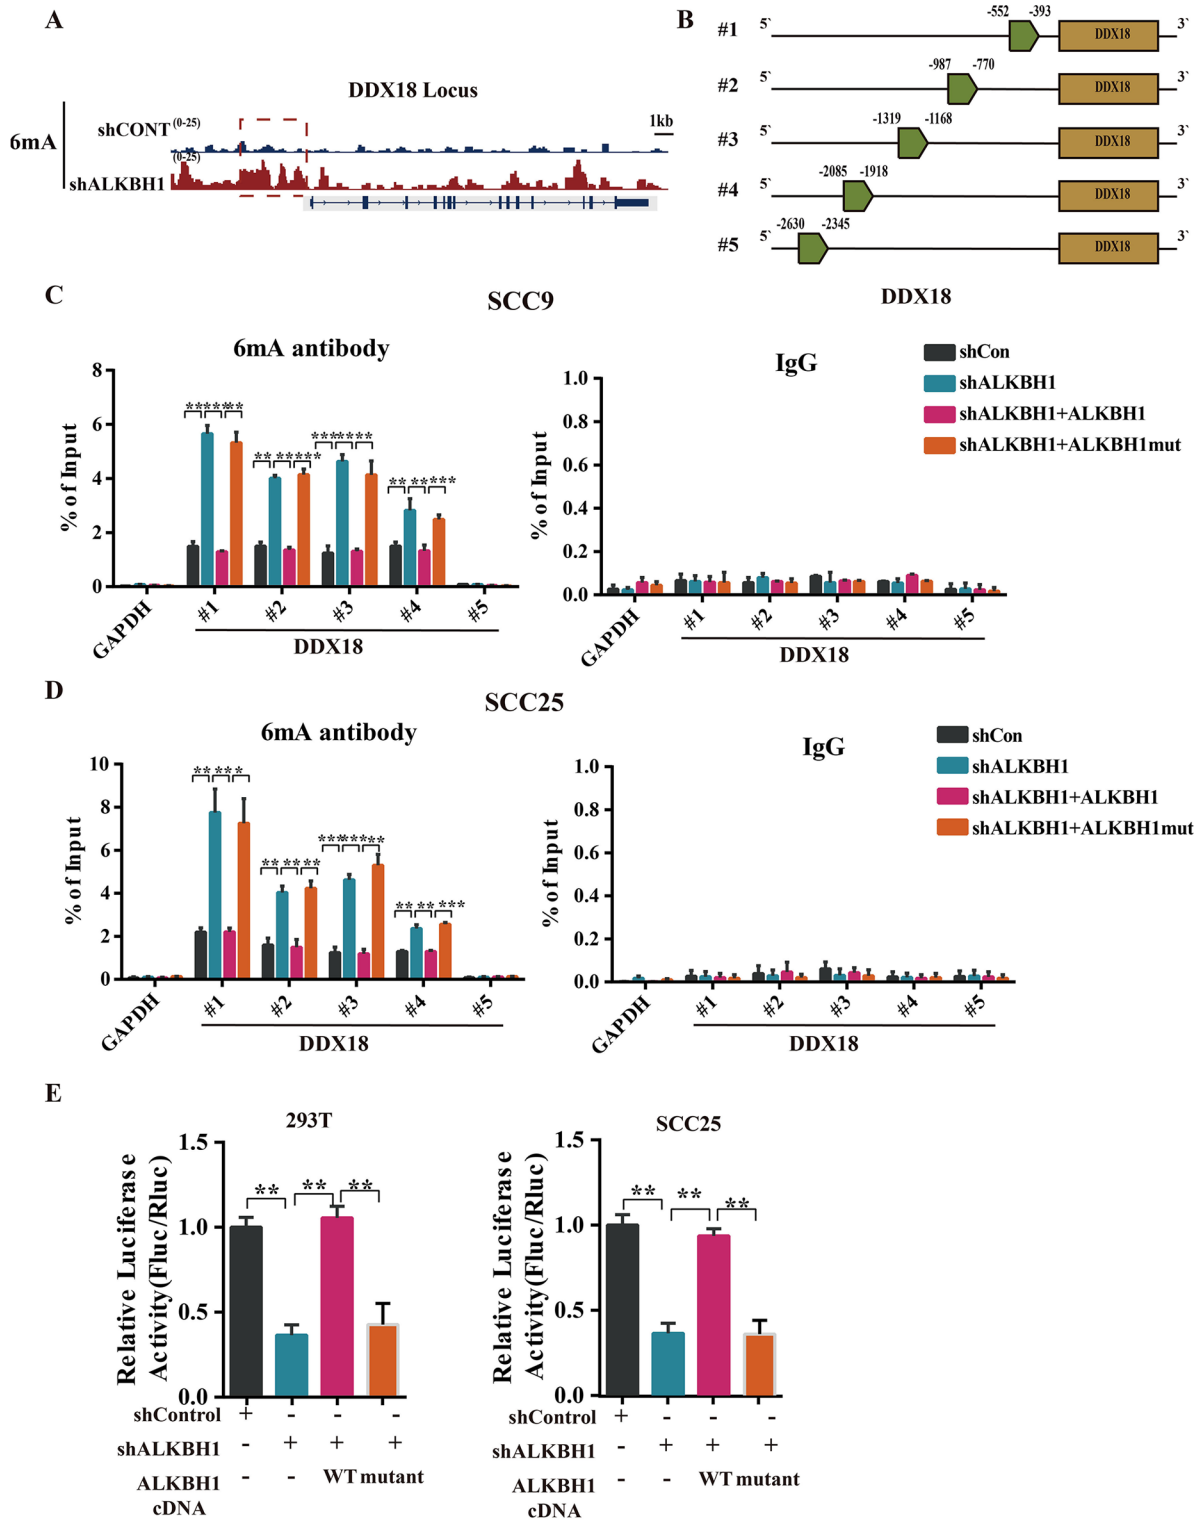 A
DDX18 Locus
6mA
shCONT (0-25)
1kb
(0-25)
shALKBH1
B
#1 5` -552 -393 DDX18 3`
#2 5` -987 -770 DDX18 3`
#3 5` -1319 -1168 DDX18 3`
#4 5` -2085 -1918 DDX18 3`
#5 5` -2630 -2345 DDX18 3`
DDX18
C
SCC9
6mA antibody
% of Input
8
6
4
2
0
** *** **
** ** ***
*** ** **
** ** ***
GAPDH #1 #2 #3 #4 #5
DDX18
IgG
% of Input
1.0
0.8
0.6
0.4
0.2
0.0
GAPDH #1 #2 #3 #4 #5
DDX18
shCon
shALKBH1
shALKBH1+ALKBH1
shALKBH1+ALKBH1mut
D
SCC25
6mA antibody
% of Input
10
8
6
4
2
0
** ** *
** ** **
*** *** **
** ** ***
GAPDH #1 #2 #3 #4 #5
DDX18
IgG
% of Input
1.0
0.8
0.6
0.4
0.2
0.0
GAPDH #1 #2 #3 #4 #5
DDX18
shCon
shALKBH1
shALKBH1+ALKBH1
shALKBH1+ALKBH1mut
E
293T
Relative Luciferase
Activity(Fluc/Rluc)
1.5
1.0
0.5
0.0
** ** **
shControl + - - -
shALKBH1 - + + +
ALKBH1 - - WT mutant
cDNA
SCC25
Relative Luciferase
Activity(Fluc/Rluc)
1.5
1.0
0.5
0.0
** ** **
shControl + - - -
shALKBH1 - + + +
ALKBH1 - - WT mutant
cDNA